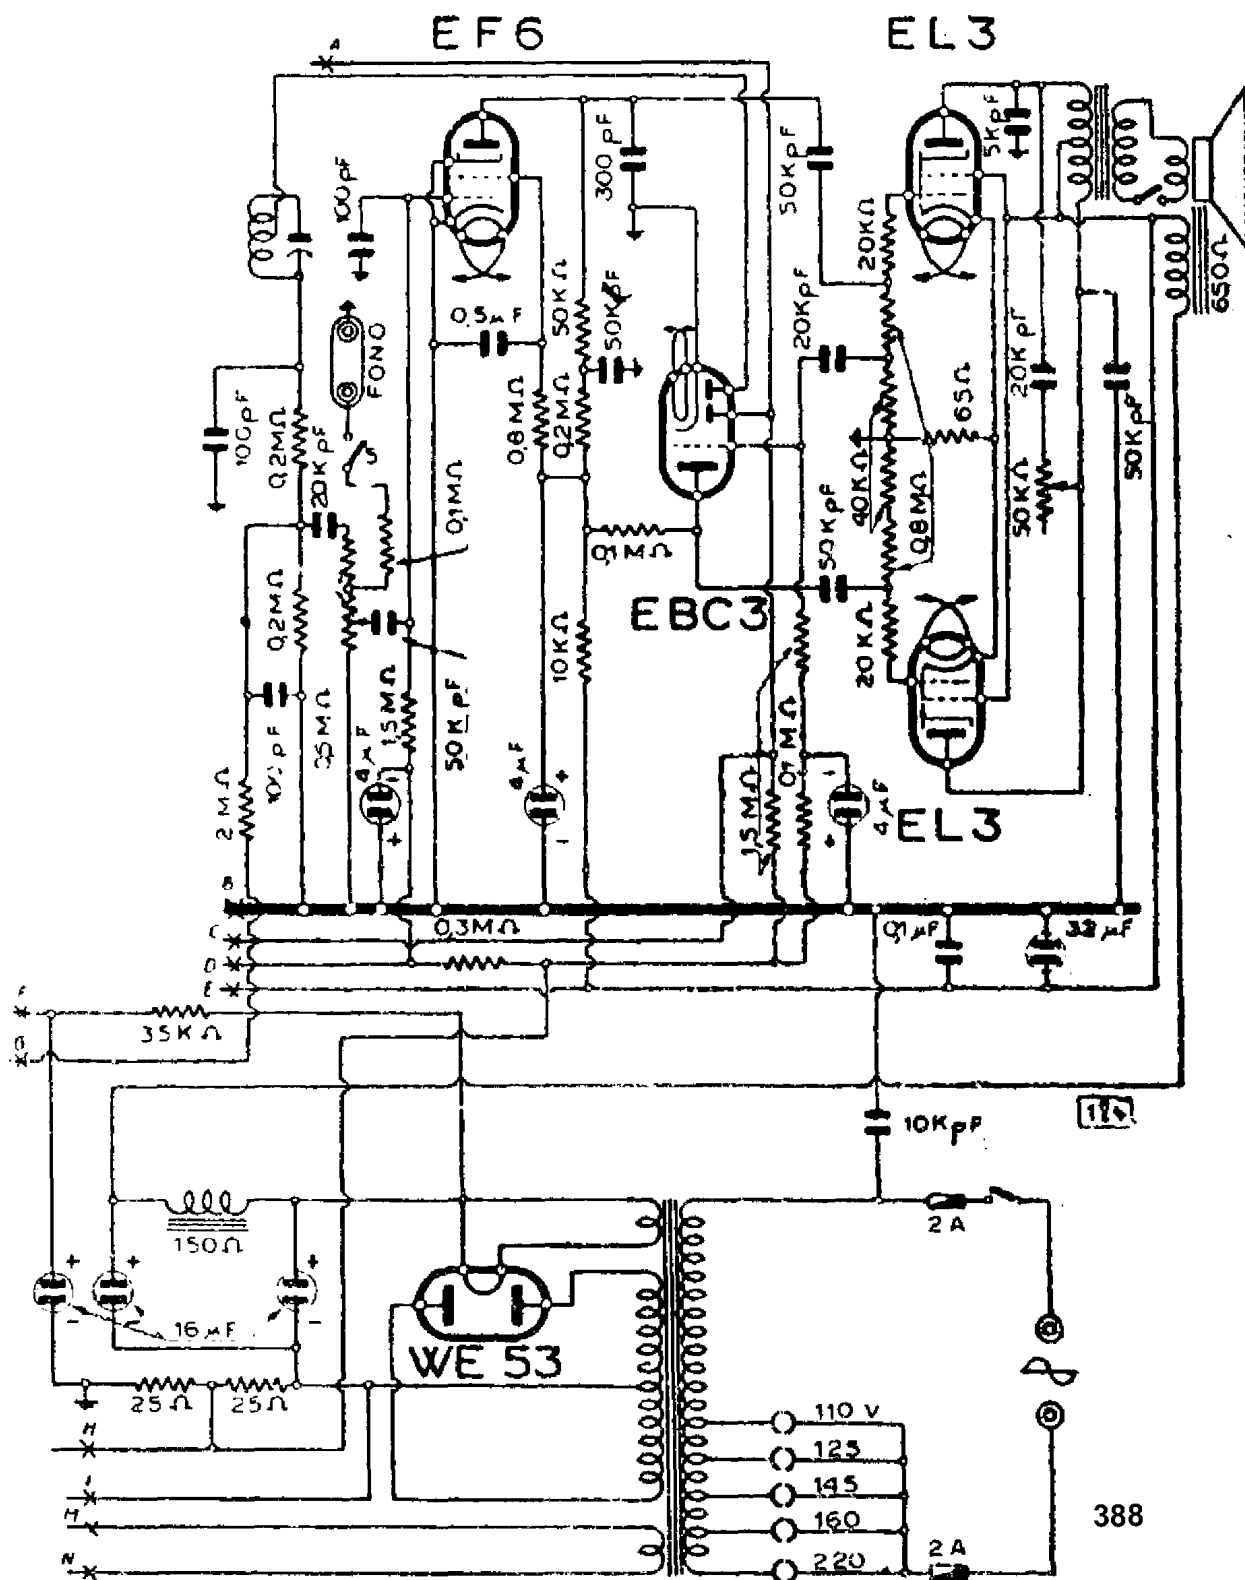 EF6
EL3
A
100pF
300pF
50KpF
5KpF
20KΩ
650Ω
FONO
0,5µF
50KΩ
50KpF
20KpF
20KpF
100pF
0,2MΩ
20KpF
S
0,1MΩ
0,8MΩ
0,2MΩ
65Ω
40KΩ
0,8MΩ
50KΩ
50KpF
0,1MΩ
50KpF
EBC3
0,2MΩ
10KΩ
20KΩ
100pF
4µF
1,5MΩ
50KpF
4µF
+
-
0,1MΩ
1,5MΩ
4µF
EL3
2MΩ
B
C
0,3MΩ
0,1µF
32µF
D
E
F
35KΩ
G
10KpF
150Ω
2A
16µF
WE 53
25Ω
25Ω
H
110 V
125
I
145
M
160
388
N
220
2A